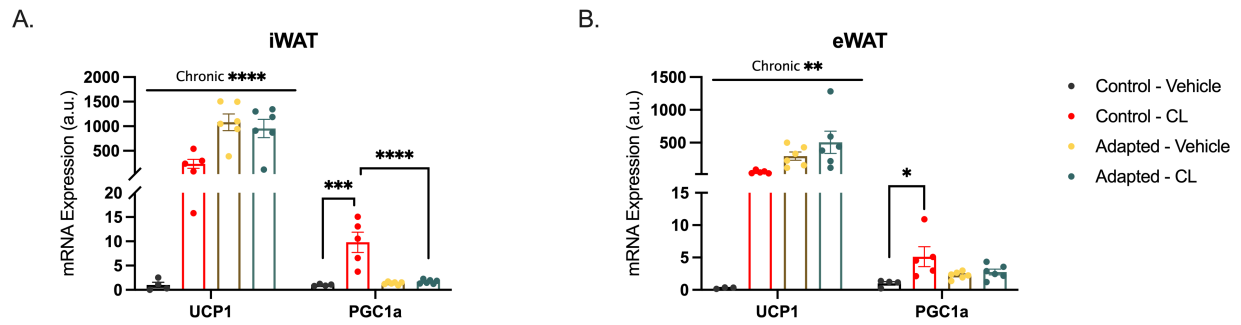 A.
iWAT
Chronic ****
mRNA Expression (a.u.)
2000
1500
1000
500
20
15
10
5
0
***
****
UCP1
PGC1a
B.
eWAT
Chronic **
mRNA Expression (a.u.)
1500
1000
500
15
10
5
0
*
UCP1
PGC1a
Control - Vehicle
Control - CL
Adapted - Vehicle
Adapted - CL